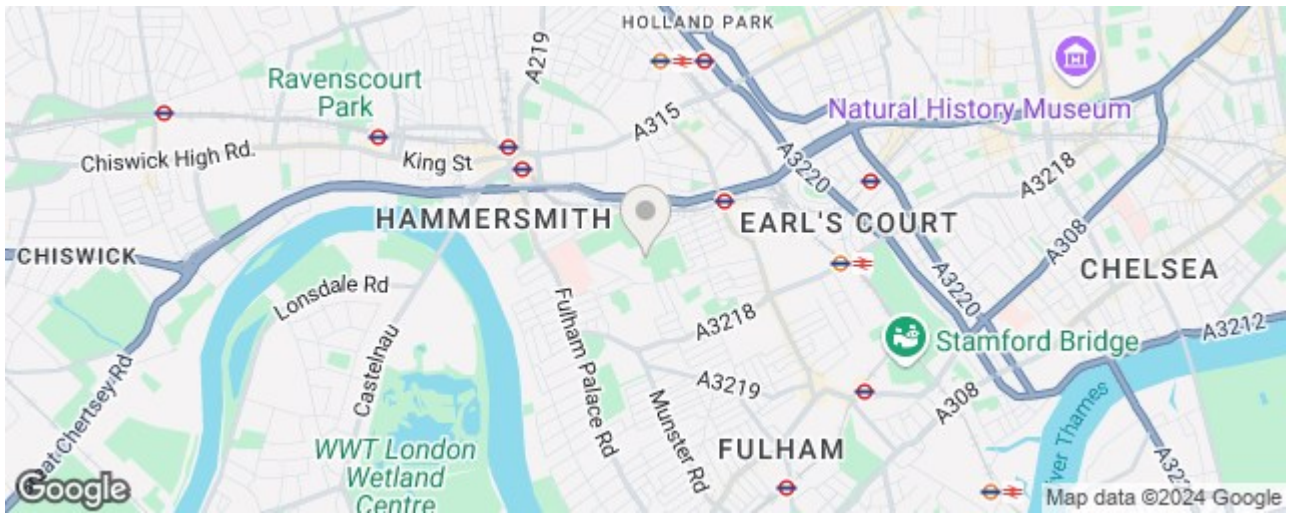 HOLLAND PARK
A219
Ravenscourt
Park
A315
Natural History Museum
Chiswick High Rd.
King St
A3220
A3218
HAMMERSMITH
EARL'S COURT
A308
CHISWICK
CHELSEA
Lonsdale Rd
A3220
Fulham Palace Rd
A3218
Stamford Bridge
A3212
Castelnau
A3219
A308
Munster Rd
WWT London
Wetland
Centre
FULHAM
Thames
Google
Map data ©2024 Google